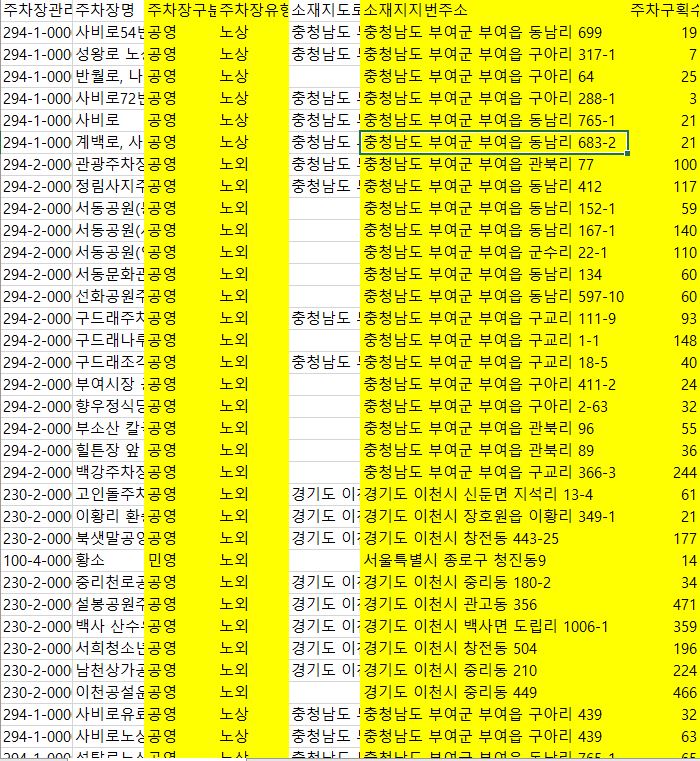 주차장관리 주차장명 주차장구분 주차장유형 소재지도로 소재지지번주소 주차구획수
294-1-000 사비로54번 공영 노상 충청남도 부 충청남도 부여군 부여읍 동남리 699 19
294-1-000 성왕로 노상 공영 노상 충청남도 부 충청남도 부여군 부여읍 구아리 317-1 7
294-1-000 반월로, 나 공영 노상 충청남도 부여군 부여읍 구아리 64 25
294-1-000 사비로72번 공영 노상 충청남도 부 충청남도 부여군 부여읍 구아리 288-1 3
294-1-000 사비로 공영 노상 충청남도 부 충청남도 부여군 부여읍 동남리 765-1 21
294-1-000 계백로, 사 공영 노상 충청남도 충청남도 부여군 부여읍 동남리 683-2 21
294-2-000 관광주차장 공영 노외 충청남도 부 충청남도 부여군 부여읍 관북리 77 100
294-2-000 정림사지주 공영 노외 충청남도 부 충청남도 부여군 부여읍 동남리 412 117
294-2-000 서동공원( 공영 노외 충청남도 부여군 부여읍 동남리 152-1 59
294-2-000 서동공원( 공영 노외 충청남도 부여군 부여읍 동남리 167-1 140
294-2-000 서동공원( 공영 노외 충청남도 부여군 부여읍 군수리 22-1 110
294-2-000 서동문화관 공영 노외 충청남도 부여군 부여읍 동남리 134 60
294-2-000 선화공원주 공영 노외 충청남도 부여군 부여읍 동남리 597-10 60
294-2-000 구드래주차 공영 노외 충청남도 부 충청남도 부여군 부여읍 구교리 111-9 93
294-2-000 구드래나루 공영 노외 충청남도 부여군 부여읍 구교리 1-1 148
294-2-000 구드래조각 공영 노외 충청남도 부 충청남도 부여군 부여읍 구교리 18-5 40
294-2-000 부여시장 공영 노외 충청남도 부여군 부여읍 구아리 411-2 24
294-2-000 향우정식당 공영 노외 충청남도 부여군 부여읍 구아리 2-63 32
294-2-000 부소산 칼국 공영 노외 충청남도 부여군 부여읍 관북리 96 55
294-2-000 힐튼장 앞 공영 노외 충청남도 부여군 부여읍 관북리 89 36
294-2-000 백강주차장 공영 노외 충청남도 부여군 부여읍 구교리 366-3 244
230-2-000 고인돌주차 공영 노외 경기도 이천 경기도 이천시 신둔면 지석리 13-4 61
230-2-000 이황리 환 공영 노외 경기도 이천 경기도 이천시 장호원읍 이황리 349-1 21
230-2-000 북샛말공영 공영 노외 경기도 이천 경기도 이천시 창전동 443-25 177
100-4-000 황소 민영 노외 서울특별시 종로구 청진동9 14
230-2-000 중리천로공 공영 노외 경기도 이천 경기도 이천시 중리동 180-2 34
230-2-000 설봉공원주 공영 노외 경기도 이천 경기도 이천시 관고동 356 471
230-2-000 백사 산수유 공영 노외 경기도 이천 경기도 이천시 백사면 도립리 1006-1 359
230-2-000 서희청소년 공영 노외 경기도 이천 경기도 이천시 창전동 504 196
230-2-000 남천상가공 공영 노외 경기도 이천 경기도 이천시 중리동 210 224
230-2-000 이천공설운 공영 노외 경기도 이천시 중리동 449 466
294-1-000 사비로유료 공영 노상 충청남도 부 충청남도 부여군 부여읍 구아리 439 32
294-1-000 사비로노상 공영 노상 충청남도 부 충청남도 부여군 부여읍 구아리 439 63
294-1-000 공영 노상 충청남도 부 충청남도 부여군 부여읍 동남리 765-1 65